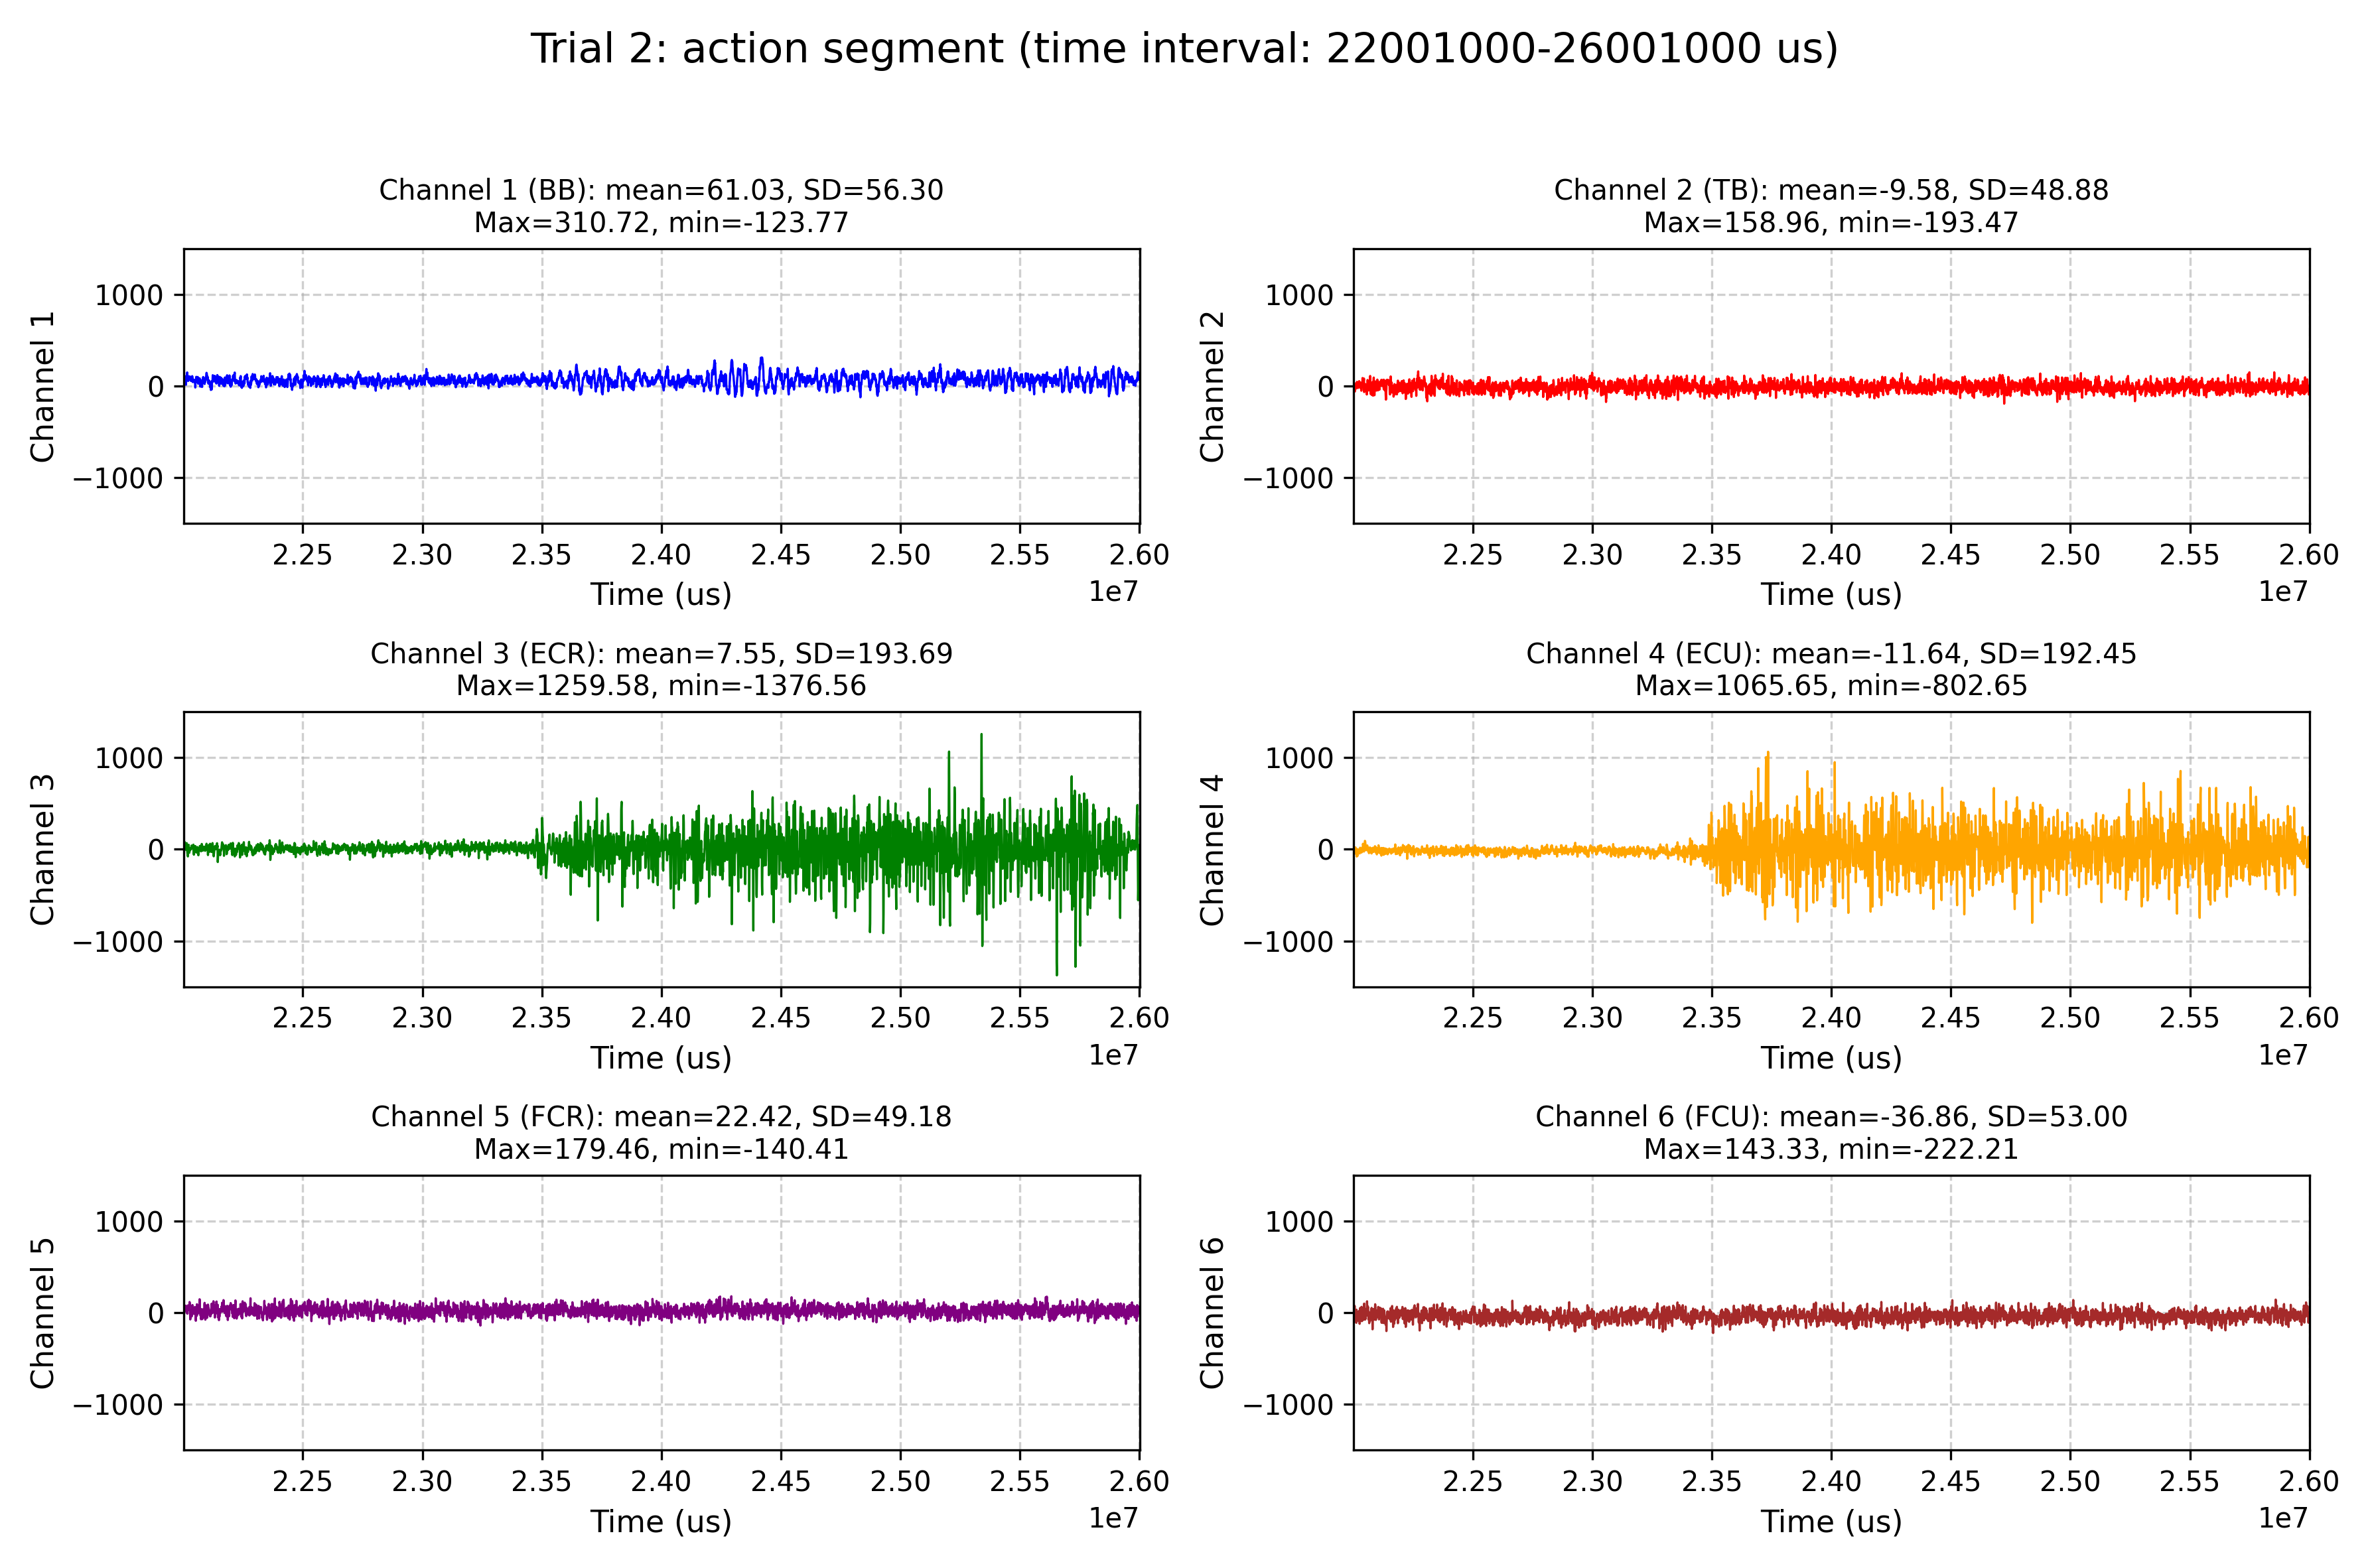 Trial 2: action segment (time interval: 22001000-26001000 us)
Channel 1 (BB): mean=61.03, SD=56.30
Max=310.72, min=-123.77
Channel 1
1000
0
−1000
2.25 2.30 2.35 2.40 2.45 2.50 2.55 2.60
Time (us)
1e7
Channel 2 (TB): mean=-9.58, SD=48.88
Max=158.96, min=-193.47
Channel 2
1000
0
−1000
2.25 2.30 2.35 2.40 2.45 2.50 2.55 2.60
Time (us)
1e7
Channel 3 (ECR): mean=7.55, SD=193.69
Max=1259.58, min=-1376.56
Channel 3
1000
0
−1000
2.25 2.30 2.35 2.40 2.45 2.50 2.55 2.60
Time (us)
1e7
Channel 4 (ECU): mean=-11.64, SD=192.45
Max=1065.65, min=-802.65
Channel 4
1000
0
−1000
2.25 2.30 2.35 2.40 2.45 2.50 2.55 2.60
Time (us)
1e7
Channel 5 (FCR): mean=22.42, SD=49.18
Max=179.46, min=-140.41
Channel 5
1000
0
−1000
2.25 2.30 2.35 2.40 2.45 2.50 2.55 2.60
Time (us)
1e7
Channel 6 (FCU): mean=-36.86, SD=53.00
Max=143.33, min=-222.21
Channel 6
1000
0
−1000
2.25 2.30 2.35 2.40 2.45 2.50 2.55 2.60
Time (us)
1e7